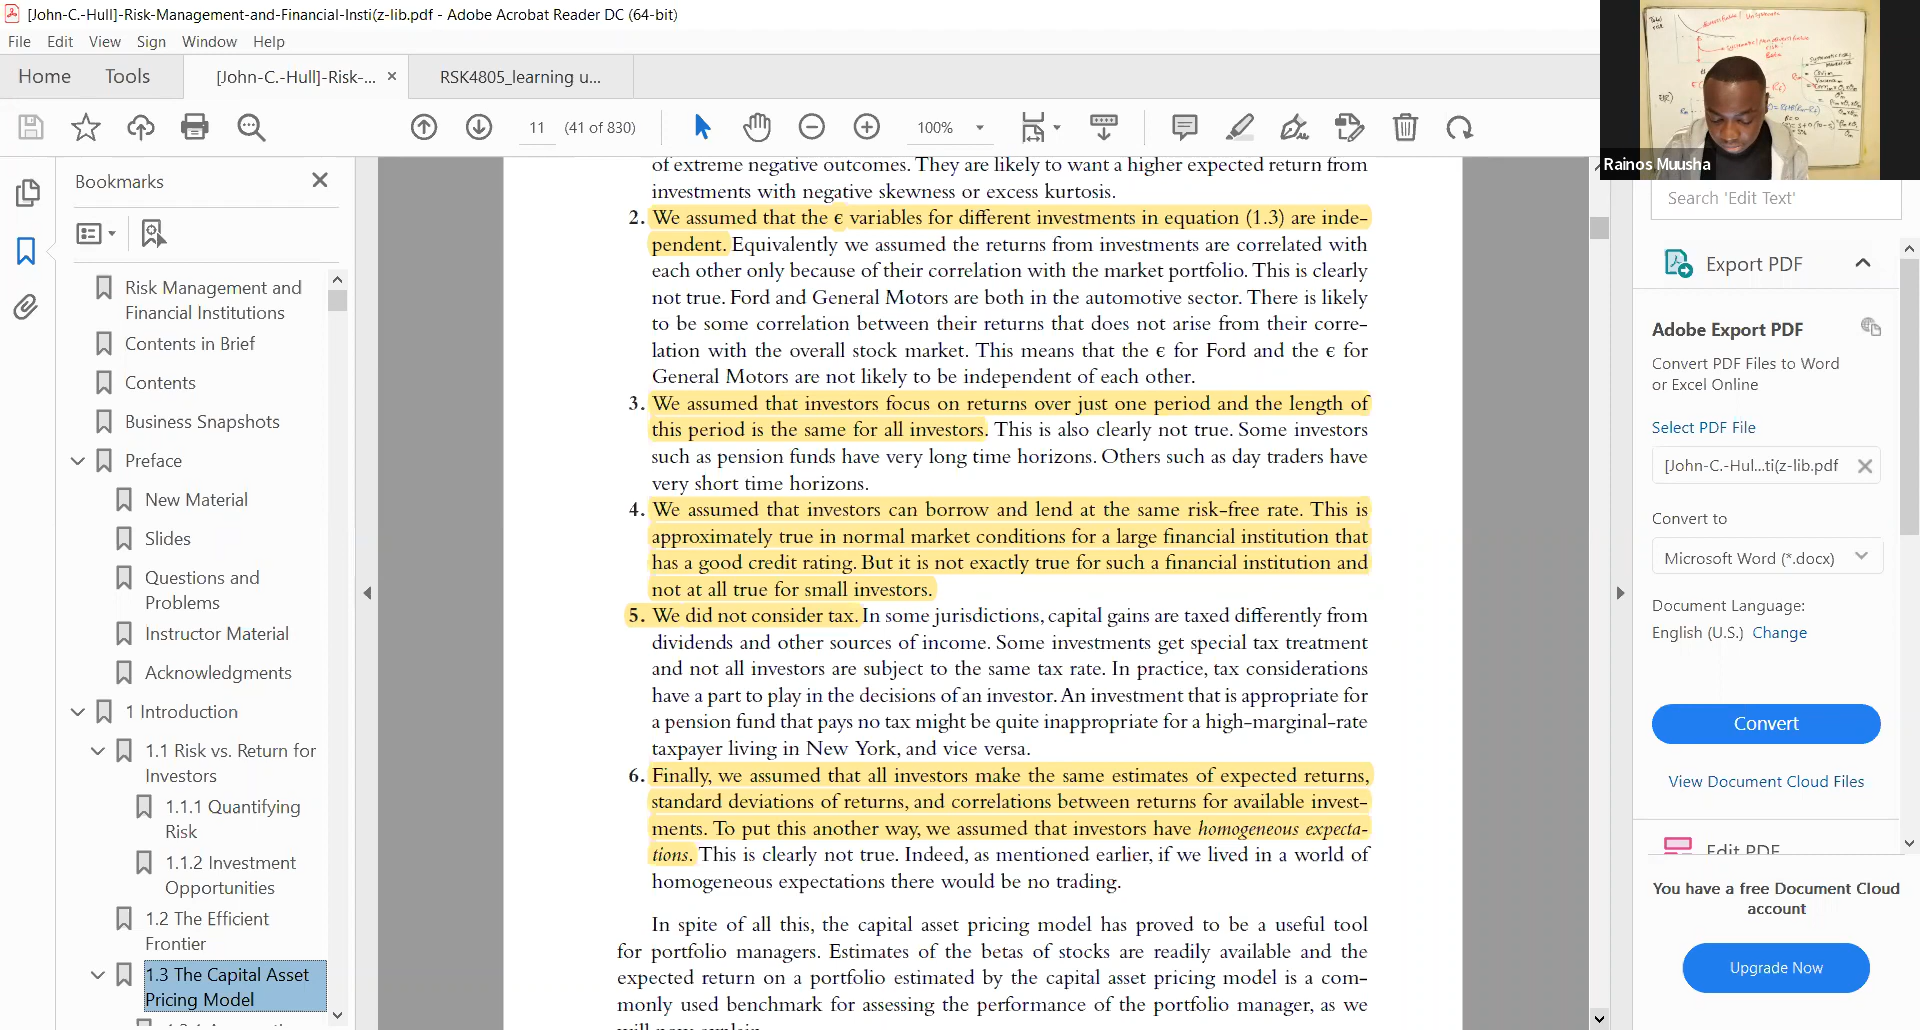 [John-C.-Hull]-Risk-Management-and-Financial-Insti(z-lib.pdf - Adobe Acrobat Reader DC (64-bit)
File Edit View Sign Window Help
Home Tools [John-C.-Hull]-Risk-... × RSK4805_learning u...
11 (41 of 830) 100%
Rainos Muusha
Bookmarks
Risk Management and
Financial Institutions
Contents in Brief
Contents
Business Snapshots
Preface
New Material
Slides
Questions and
Problems
Instructor Material
Acknowledgments
1 Introduction
1.1 Risk vs. Return for
Investors
1.1.1 Quantifying
Risk
1.1.2 Investment
Opportunities
1.2 The Efficient
Frontier
1.3 The Capital Asset
Pricing Model
of extreme negative outcomes. They are likely to want a higher expected return from
investments with negative skewness or excess kurtosis.
2. We assumed that the ϵ variables for different investments in equation (1.3) are inde-
pendent. Equivalently we assumed the returns from investments are correlated with
each other only because of their correlation with the market portfolio. This is clearly
not true. Ford and General Motors are both in the automotive sector. There is likely
to be some correlation between their returns that does not arise from their corre-
lation with the overall stock market. This means that the ϵ for Ford and the ϵ for
General Motors are not likely to be independent of each other.
3. We assumed that investors focus on returns over just one period and the length of
this period is the same for all investors. This is also clearly not true. Some investors
such as pension funds have very long time horizons. Others such as day traders have
very short time horizons.
4. We assumed that investors can borrow and lend at the same risk-free rate. This is
approximately true in normal market conditions for a large financial institution that
has a good credit rating. But it is not exactly true for such a financial institution and
not at all true for small investors.
5. We did not consider tax. In some jurisdictions, capital gains are taxed differently from
dividends and other sources of income. Some investments get special tax treatment
and not all investors are subject to the same tax rate. In practice, tax considerations
have a part to play in the decisions of an investor. An investment that is appropriate for
a pension fund that pays no tax might be quite inappropriate for a high-marginal-rate
taxpayer living in New York, and vice versa.
6. Finally, we assumed that all investors make the same estimates of expected returns,
standard deviations of returns, and correlations between returns for available invest-
ments. To put this another way, we assumed that investors have homogeneous expecta-
tions. This is clearly not true. Indeed, as mentioned earlier, if we lived in a world of
homogeneous expectations there would be no trading.
In spite of all this, the capital asset pricing model has proved to be a useful tool
for portfolio managers. Estimates of the betas of stocks are readily available and the
expected return on a portfolio estimated by the capital asset pricing model is a com-
monly used benchmark for assessing the performance of the portfolio manager, as we
will now explain.
Search 'Edit Text'
Export PDF
Adobe Export PDF
Convert PDF Files to Word
or Excel Online
Select PDF File
[John-C.-Hul...ti(z-lib.pdf
Convert to
Microsoft Word (*.docx)
Document Language:
English (U.S.) Change
Convert
View Document Cloud Files
Edit PDF
You have a free Document Cloud
account
Upgrade Now